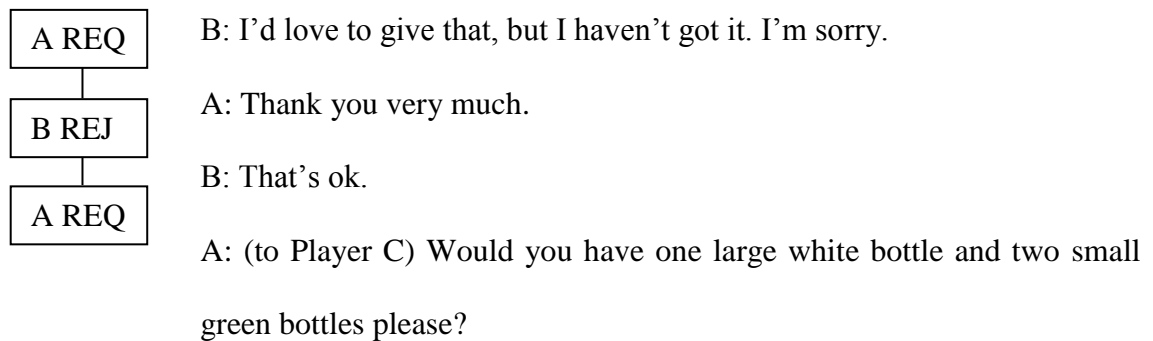 A REQ
B REJ
A REQ
B: I’d love to give that, but I haven’t got it. I’m sorry.
A: Thank you very much.
B: That’s ok.
A: (to Player C) Would you have one large white bottle and two small
green bottles please?